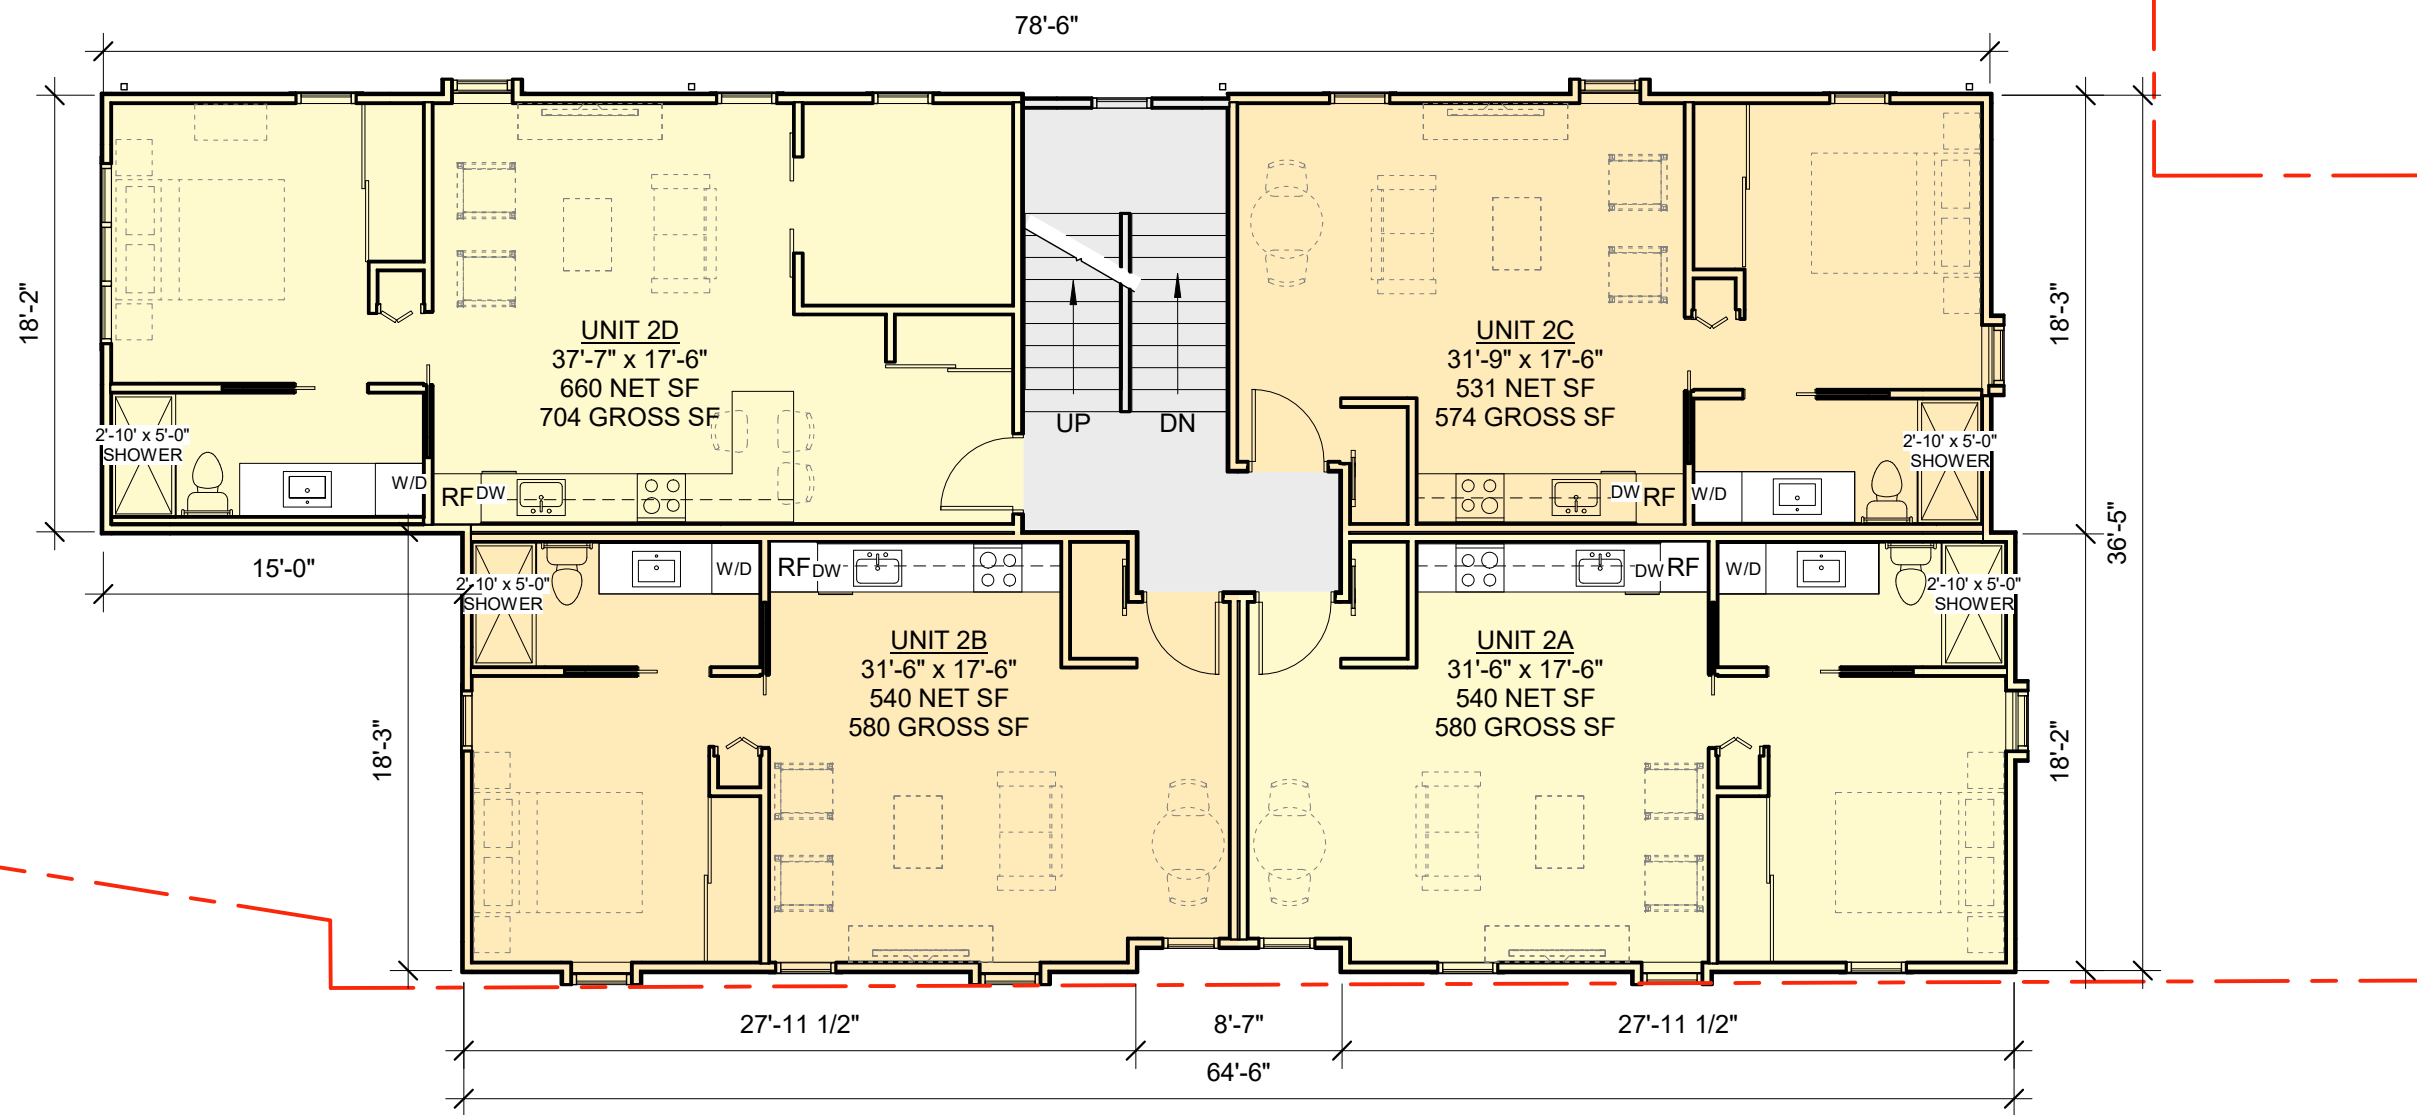 78'-6"
18'-2"
UNIT 2D
37'-7" x 17'-6"
660 NET SF
704 GROSS SF
2'-10' x 5'-0"
SHOWER
W/D
RF
DW
UP
DN
UNIT 2C
31'-9" x 17'-6"
531 NET SF
574 GROSS SF
DW
RF
W/D
2'-10' x 5'-0"
SHOWER
18'-3"
36'-5"
15'-0"
2'-10' x 5'-0"
SHOWER
W/D
RF
DW
UNIT 2B
31'-6" x 17'-6"
540 NET SF
580 GROSS SF
18'-3"
DW
RF
W/D
2'-10' x 5'-0"
SHOWER
UNIT 2A
31'-6" x 17'-6"
540 NET SF
580 GROSS SF
18'-2"
27'-11 1/2"
8'-7"
27'-11 1/2"
64'-6"